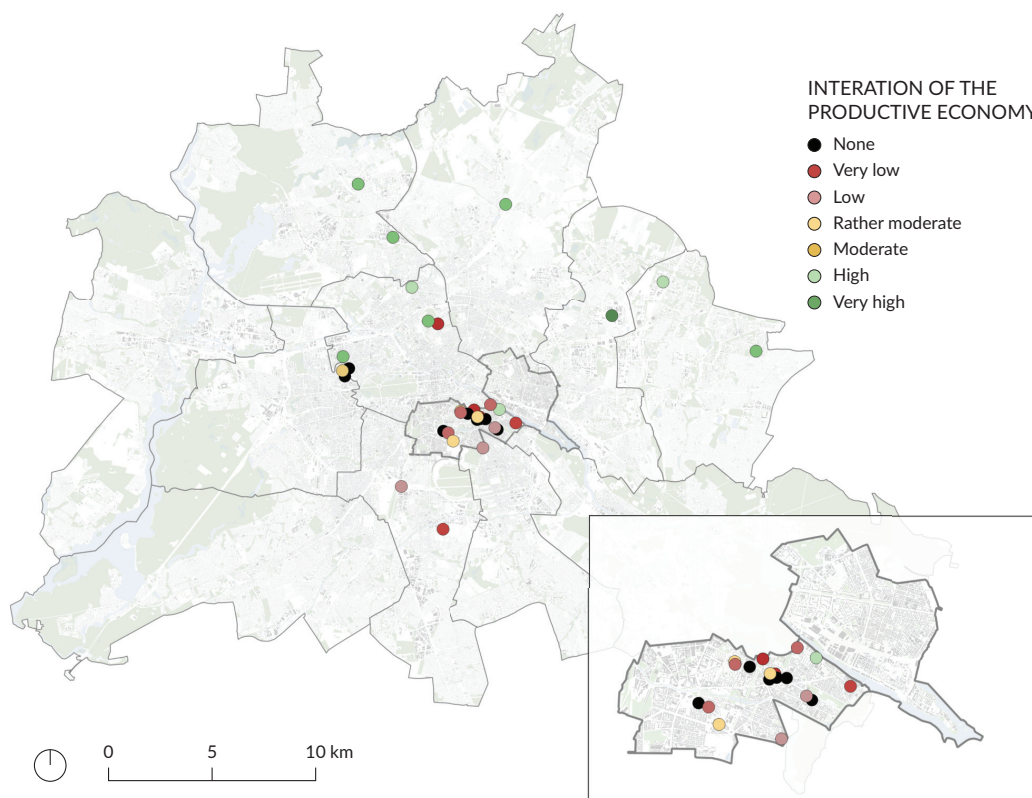 INTERATION OF THE
PRODUCTIVE ECONOMY
None
Very low
Low
Rather moderate
Moderate
High
Very high
0 5 10 km